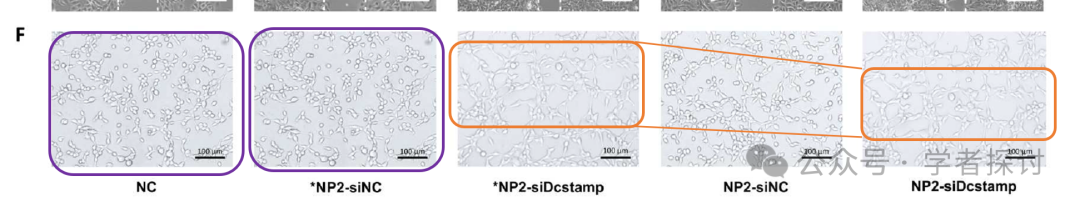 F
100 μm
100 μm
100 μm
100 μm
100 μm
公众号 · 学者探讨
NC
*NP2-siNC
*NP2-siDcstamp
NP2-siNC
NP2-siDcstamp